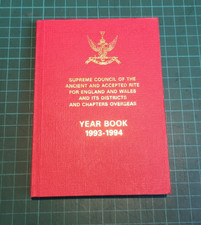 SUPREME COUNCIL OF THE
ANCIENT AND ACCEPTED RITE
FOR ENGLAND AND WALES
AND ITS DISTRICTS
AND CHAPTERS OVERSEAS
YEAR BOOK
1993-1994